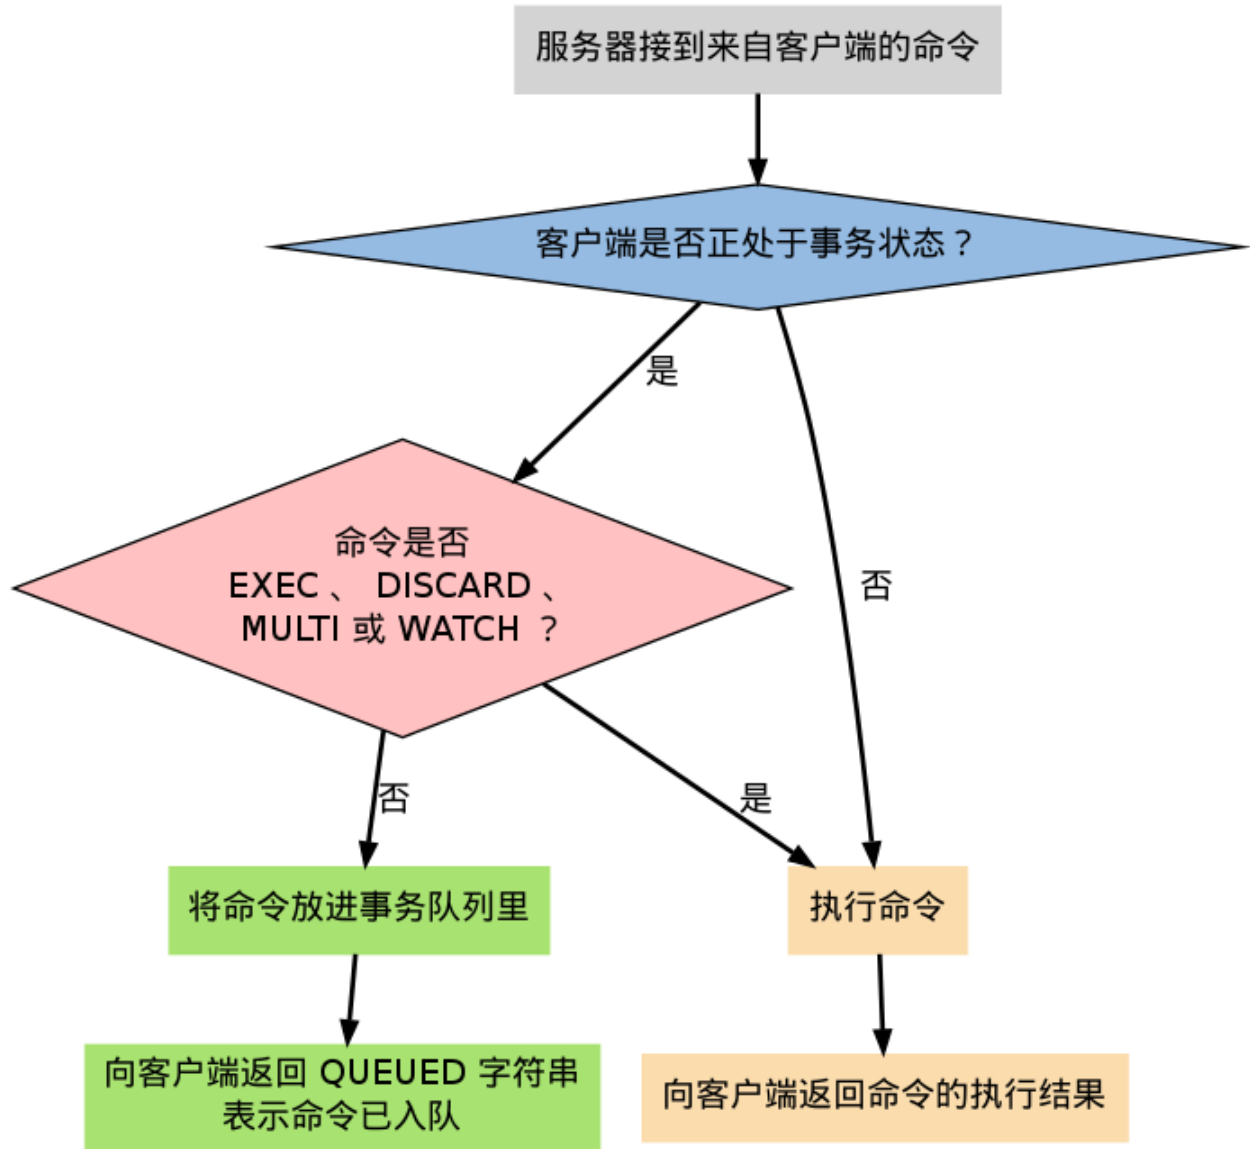 服务器接到来自客户端的命令
客户端是否正处于事务状态？
是
命令是否
EXEC 、 DISCARD 、
MULTI 或 WATCH ？
否
否
是
将命令放进事务队列里
执行命令
向客户端返回 QUEUED 字符串
表示命令已入队
向客户端返回命令的执行结果